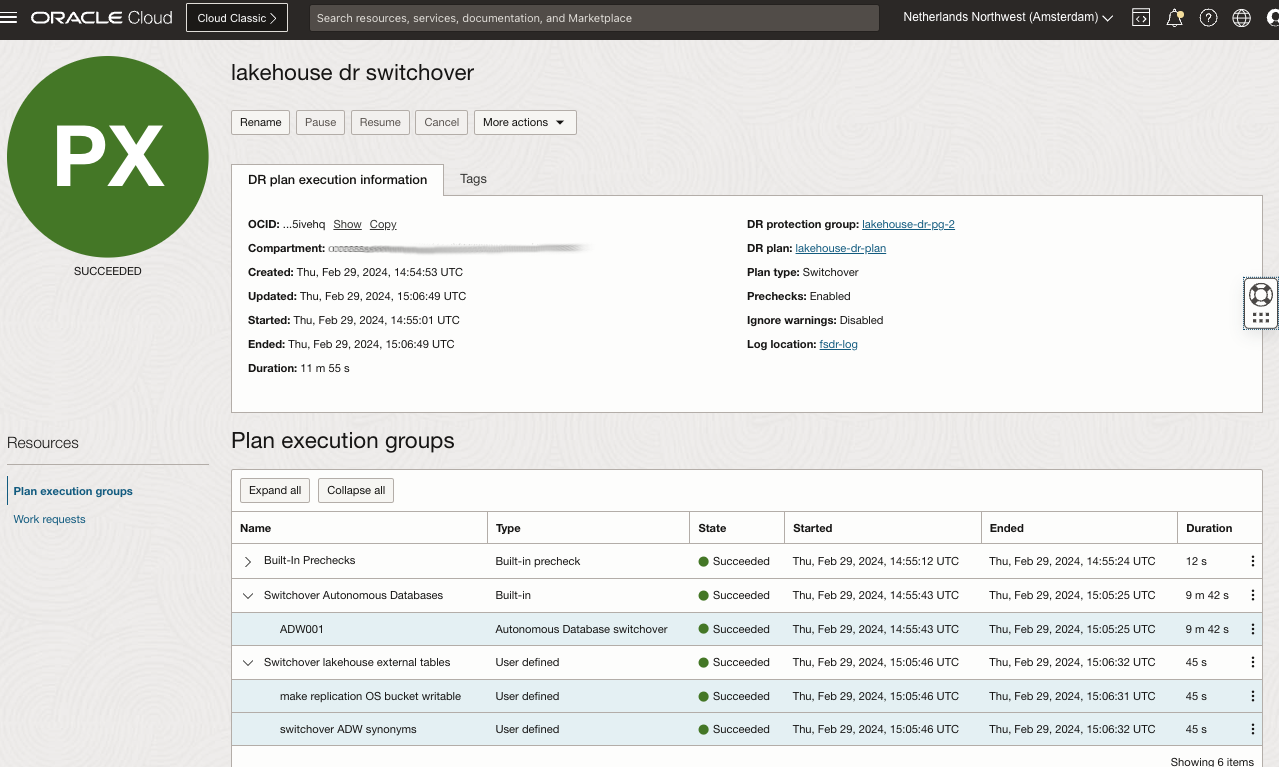 ORACLE Cloud
Cloud Classic
Search resources, services, documentation, and Marketplace
Netherlands Northwest (Amsterdam)
PX
SUCCEEDED
lakehouse dr switchover
Rename Pause Resume Cancel More actions
DR plan execution information Tags
OCID: ...5ivehq Show Copy
Compartment:
Created: Thu, Feb 29, 2024, 14:54:53 UTC
Updated: Thu, Feb 29, 2024, 15:06:49 UTC
Started: Thu, Feb 29, 2024, 14:55:01 UTC
Ended: Thu, Feb 29, 2024, 15:06:49 UTC
Duration: 11 m 55 s
DR protection group: lakehouse-dr-pg-2
DR plan: lakehouse-dr-plan
Plan type: Switchover
Prechecks: Enabled
Ignore warnings: Disabled
Log location: fsdr-log
Resources
Plan execution groups
Work requests
Plan execution groups
Expand all Collapse all
Name Type State Started Ended Duration
Built-In Prechecks Built-in precheck Succeeded Thu, Feb 29, 2024, 14:55:12 UTC Thu, Feb 29, 2024, 14:55:24 UTC 12 s
Switchover Autonomous Databases Built-in Succeeded Thu, Feb 29, 2024, 14:55:43 UTC Thu, Feb 29, 2024, 15:05:25 UTC 9 m 42 s
ADW001 Autonomous Database switchover Succeeded Thu, Feb 29, 2024, 14:55:43 UTC Thu, Feb 29, 2024, 15:05:25 UTC 9 m 42 s
Switchover lakehouse external tables User defined Succeeded Thu, Feb 29, 2024, 15:05:46 UTC Thu, Feb 29, 2024, 15:06:32 UTC 45 s
make replication OS bucket writable User defined Succeeded Thu, Feb 29, 2024, 15:05:46 UTC Thu, Feb 29, 2024, 15:06:31 UTC 45 s
switchover ADW synonyms User defined Succeeded Thu, Feb 29, 2024, 15:05:46 UTC Thu, Feb 29, 2024, 15:06:32 UTC 45 s
Showing 6 items